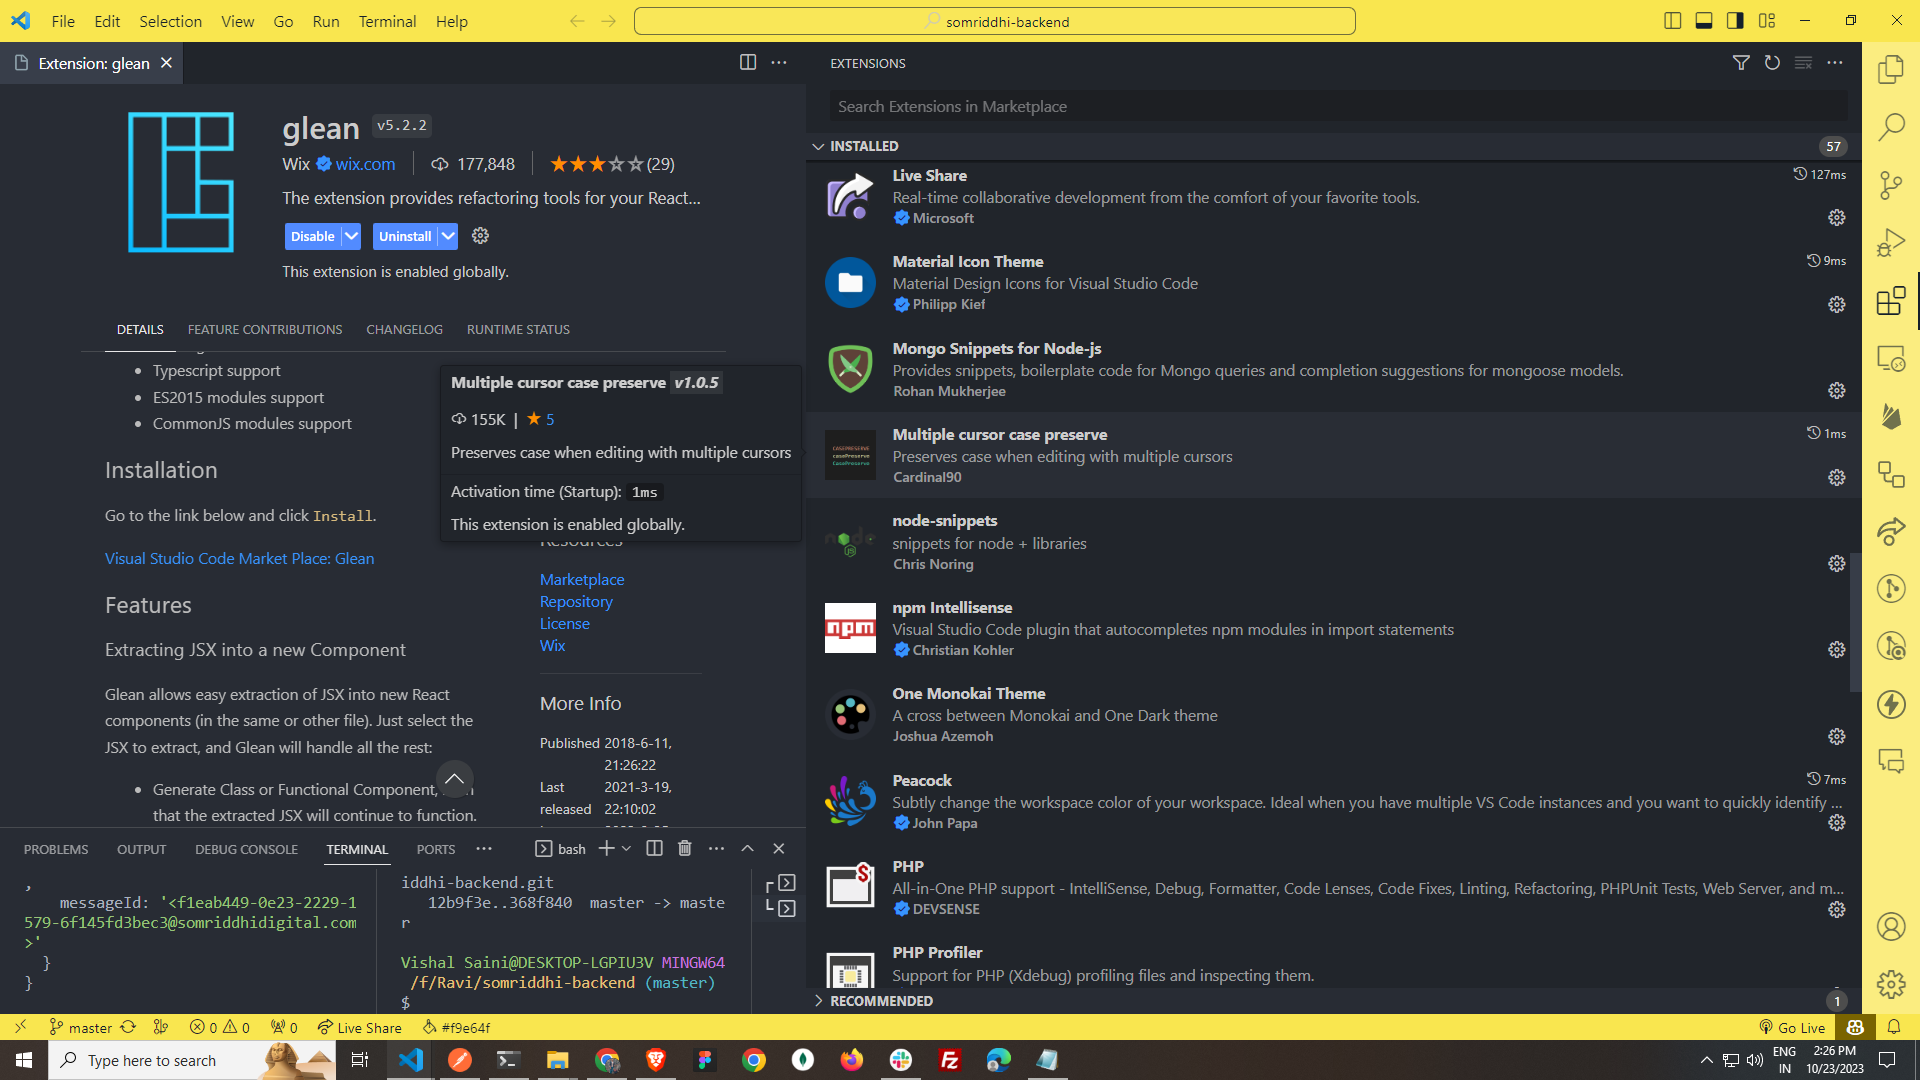 File Edit Selection View Go Run Terminal Help
somriddhi-backend
Extension: glean
glean v5.2.2
Wix wix.com 177,848 (29)
The extension provides refactoring tools for your React...
Disable Uninstall
This extension is enabled globally.
DETAILS FEATURE CONTRIBUTIONS CHANGELOG RUNTIME STATUS
Typescript support
ES2015 modules support
CommonJS modules support
Installation
Go to the link below and click Install.
Visual Studio Code Market Place: Glean
Features
Extracting JSX into a new Component
Glean allows easy extraction of JSX into new React
components (in the same or other file). Just select the
JSX to extract, and Glean will handle all the rest:
Generate Class or Functional Component,
that the extracted JSX will continue to function.
Multiple cursor case preserve v1.0.5
155K | ★ 5
Preserves case when editing with multiple cursors
Activation time (Startup): 1ms
This extension is enabled globally.
Resources
Marketplace
Repository
License
Wix
More Info
Published 2018-6-11,
21:26:22
Last 2021-3-19,
released 22:10:02
PROBLEMS OUTPUT DEBUG CONSOLE TERMINAL PORTS ··· bash
,
messageId: '<f1eab449-0e23-2229-1
579-6f145fd3bec3@somriddhidigital.com
>'
}
}
iddhi-backend.git
12b9f3e..368f840 master -> maste
r
Vishal Saini@DESKTOP-LGPIU3V MINGW64
/f/Ravi/somriddhi-backend (master)
$
EXTENSIONS
Search Extensions in Marketplace
INSTALLED 57
Live Share 127ms
Real-time collaborative development from the comfort of your favorite tools.
Microsoft
Material Icon Theme 9ms
Material Design Icons for Visual Studio Code
Philipp Kief
Mongo Snippets for Node-js
Provides snippets, boilerplate code for Mongo queries and completion suggestions for mongoose models.
Rohan Mukherjee
Multiple cursor case preserve 1ms
Preserves case when editing with multiple cursors
Cardinal90
node-snippets
snippets for node + libraries
Chris Noring
npm Intellisense
npm
Visual Studio Code plugin that autocompletes npm modules in import statements
Christian Kohler
One Monokai Theme
A cross between Monokai and One Dark theme
Joshua Azemoh
Peacock 7ms
Subtly change the workspace color of your workspace. Ideal when you have multiple VS Code instances and you want to quickly identify ...
John Papa
PHP
All-in-One PHP support - IntelliSense, Debug, Formatter, Code Lenses, Code Fixes, Linting, Refactoring, PHPUnit Tests, Web Server, and m...
DEVSENSE
PHP Profiler
Support for PHP (Xdebug) profiling files and inspecting them.
RECOMMENDED 1
master 0 0 0 Live Share #f9e64f Go Live
Type here to search
ENG
IN
2:26 PM
10/23/2023